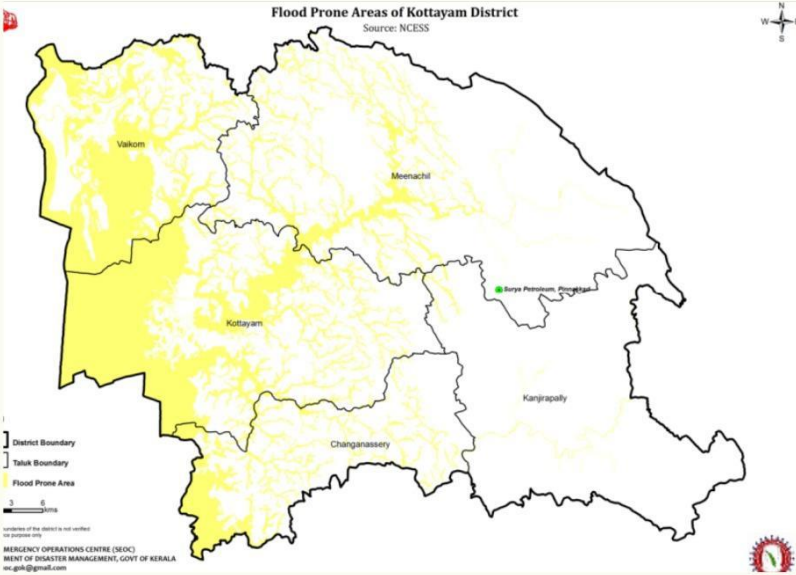 Flood Prone Areas of Kottayam District
Source: NCESS
N
W
S
Vaikom
Meenachil
Surya Petroleum, Pinnakkad
Kottayam
Kanjirapally
Changanassery
District Boundary
Taluk Boundary
Flood Prone Area
3 6
kms
undaries of the district is not verified
ce purpose only
MERGENCY OPERATIONS CENTRE (SEOC)
MENT OF DISASTER MANAGEMENT, GOVT OF KERALA
oc.gok@gmail.com